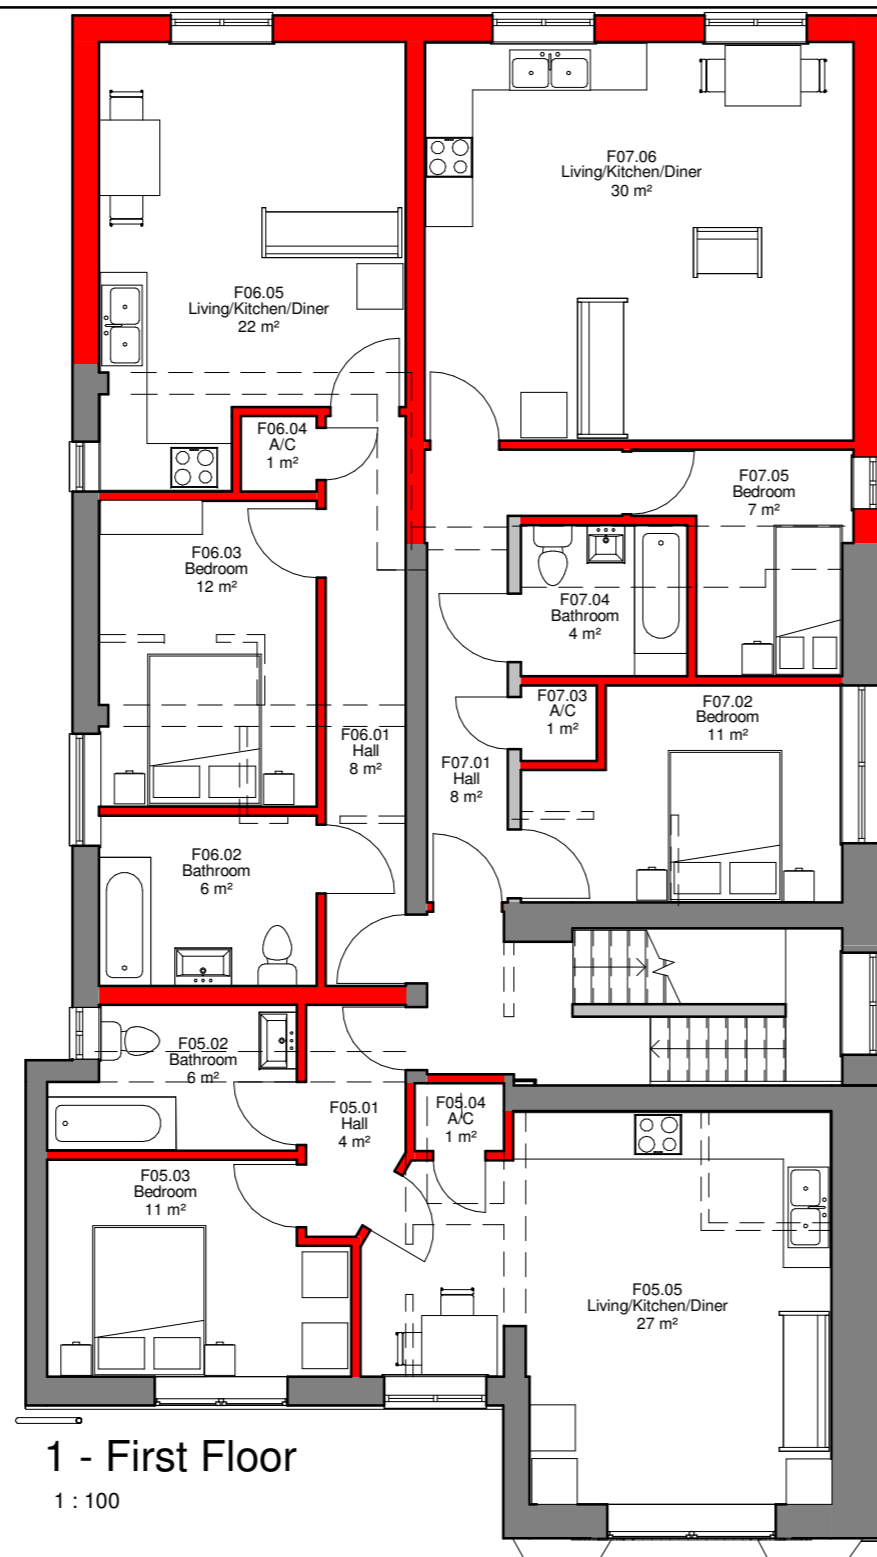 F07.06
Living/Kitchen/Diner
30 m²
F06.05
Living/Kitchen/Diner
22 m²
F06.04
A/C
1 m²
F07.05
Bedroom
7 m²
F06.03
Bedroom
12 m²
F07.04
Bathroom
4 m²
F07.03
A/C
1 m²
F07.02
Bedroom
11 m²
F06.01
Hall
8 m²
F07.01
Hall
8 m²
F06.02
Bathroom
6 m²
F05.02
Bathroom
6 m²
F05.01
Hall
4 m²
F05.04
A/C
1 m²
F05.03
Bedroom
11 m²
F05.05
Living/Kitchen/Diner
27 m²
1 - First Floor
1 : 100